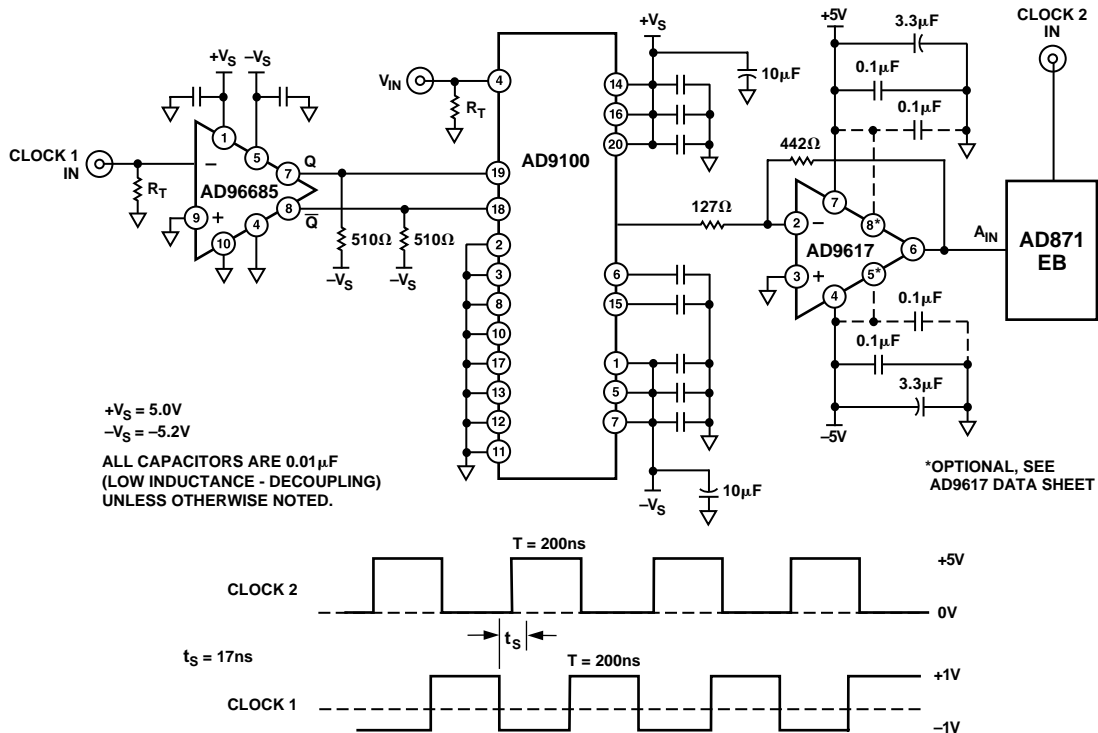 CLOCK 1
IN
R_T
+V_S
–V_S
1
5
–
7
Q
AD96685
8
Q̅
9
+
10
4
510Ω
510Ω
–V_S
–V_S
V_IN
R_T
4
AD9100
19
18
2
3
8
10
17
13
12
11
14
16
20
6
15
1
5
7
+V_S
10µF
–V_S
10µF
127Ω
442Ω
+5V
3.3µF
0.1µF
0.1µF
7
2
–
8*
AD9617
6
3
+
5*
4
0.1µF
0.1µF
3.3µF
–5V
A_IN
CLOCK 2
IN
AD871
EB
+V_S = 5.0V
–V_S = –5.2V
ALL CAPACITORS ARE 0.01µF
(LOW INDUCTANCE - DECOUPLING)
UNLESS OTHERWISE NOTED.
*OPTIONAL, SEE
AD9617 DATA SHEET
T = 200ns
+5V
CLOCK 2
0V
t_S
t_S = 17ns
T = 200ns
+1V
CLOCK 1
–1V